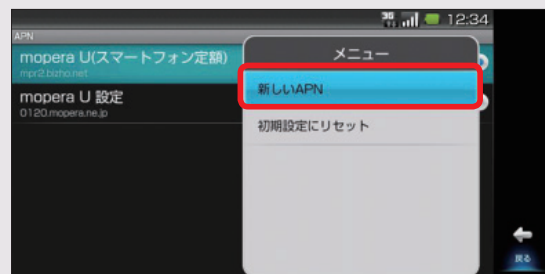 3G 12:34
APN
mopera U(スマートフォン定額)
mpr2.bizho.net
メニュー
mopera U 設定
0120.mopera.ne.jp
新しいAPN
初期設定にリセット
戻る